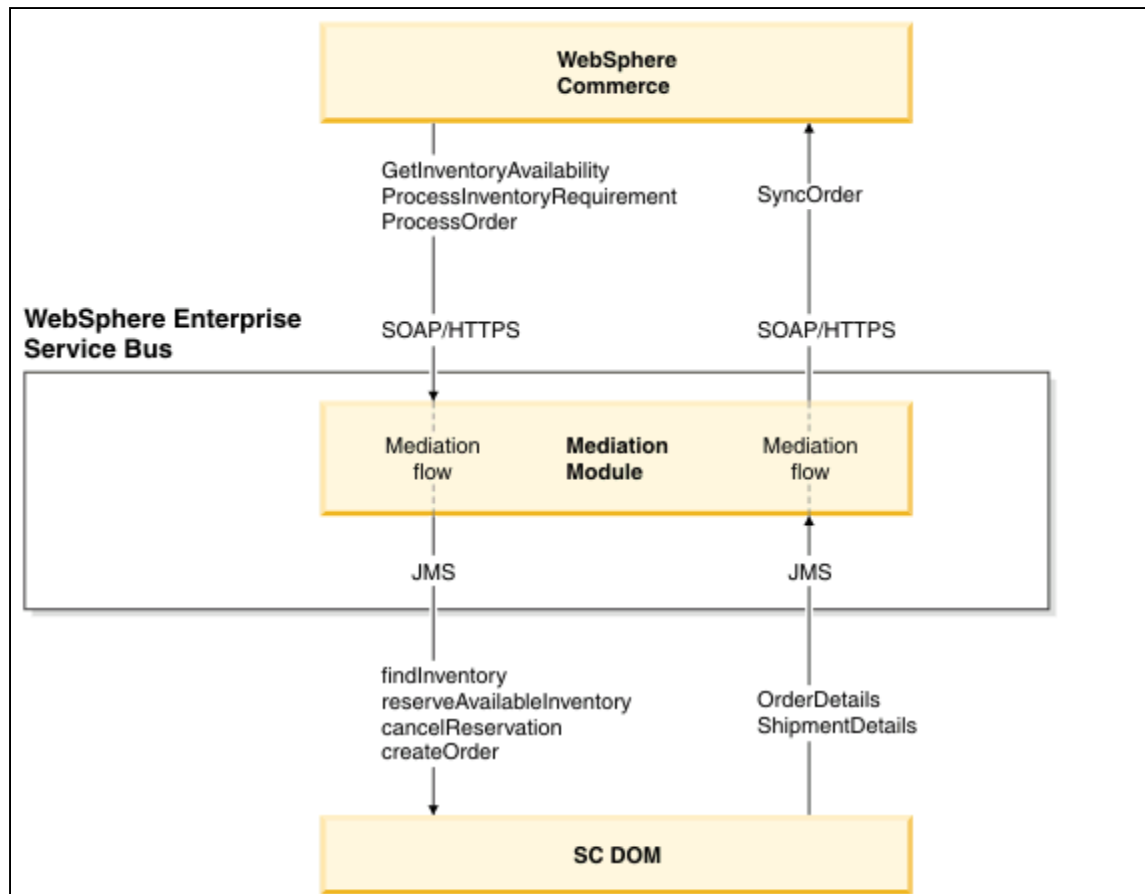 WebSphere
Commerce
GetInventoryAvailability
ProcessInventoryRequirement
ProcessOrder
SyncOrder
WebSphere Enterprise
Service Bus
SOAP/HTTPS
SOAP/HTTPS
Mediation
flow
Mediation
Module
Mediation
flow
JMS
JMS
findInventory
reserveAvailableInventory
cancelReservation
createOrder
OrderDetails
ShipmentDetails
SC DOM